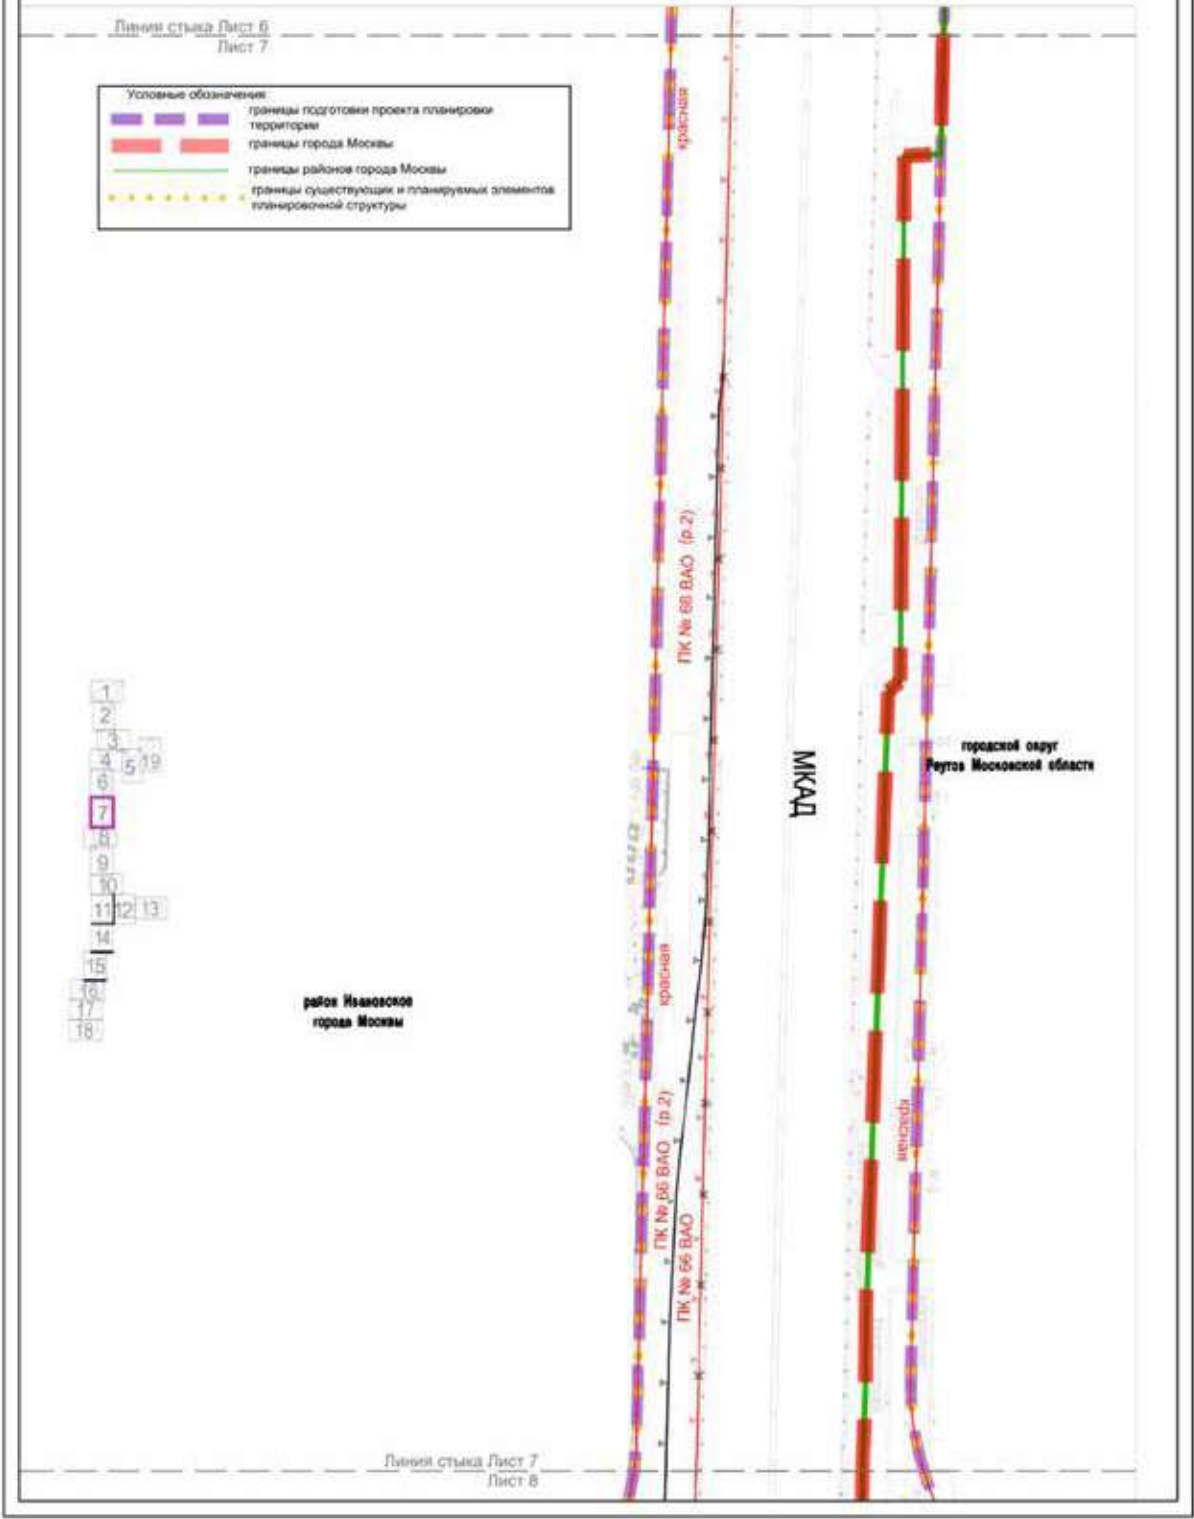 Линия стыка Лист 6
Лист 7
Условные обозначения
границы подготовки проекта планировки
территории
границы города Москвы
границы районов города Москвы
границы существующих и планируемых элементов
планировочной структуры
красная
ПК № 66 ВАО (р.2)
МКАД
городской округ
Реутов Московской области
1
2
3
4
5
19
6
7
8
9
10
11
12
13
14
15
16
17
18
район Ивановское
города Москвы
красная
ПК № 66 ВАО (р.2)
ПК № 66 ВАО
красная
Линия стыка Лист 7
Лист 8